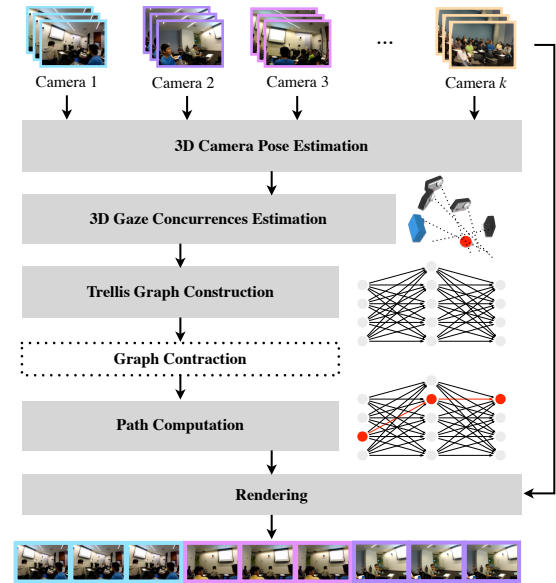 ...
Camera 1
Camera 2
Camera 3
Camera k
3D Camera Pose Estimation
3D Gaze Concurrences Estimation
Trellis Graph Construction
Graph Contraction
Path Computation
Rendering